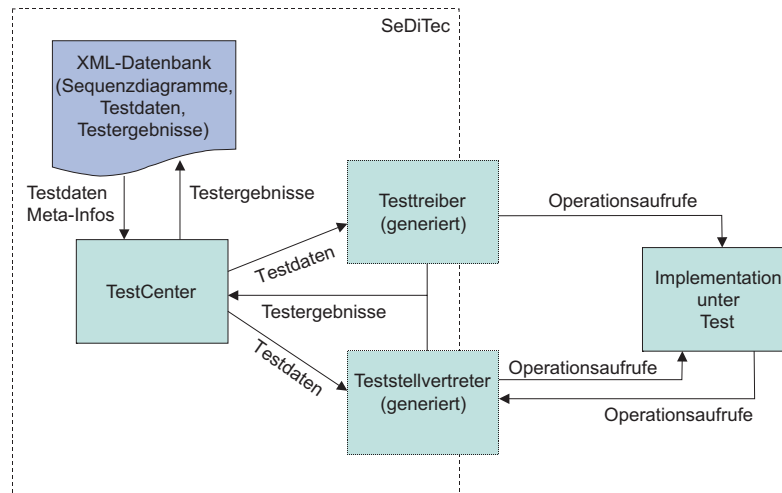 SeDiTec
XML-Datenbank
(Sequenzdiagramme,
Testdaten,
Testergebnisse)
Testdaten
Meta-Infos
Testergebnisse
Testtreiber
(generiert)
Operationsaufrufe
TestCenter
Testdaten
Testergebnisse
Implementation
unter
Test
Testdaten
Teststellvertreter
(generiert)
Operationsaufrufe
Operationsaufrufe